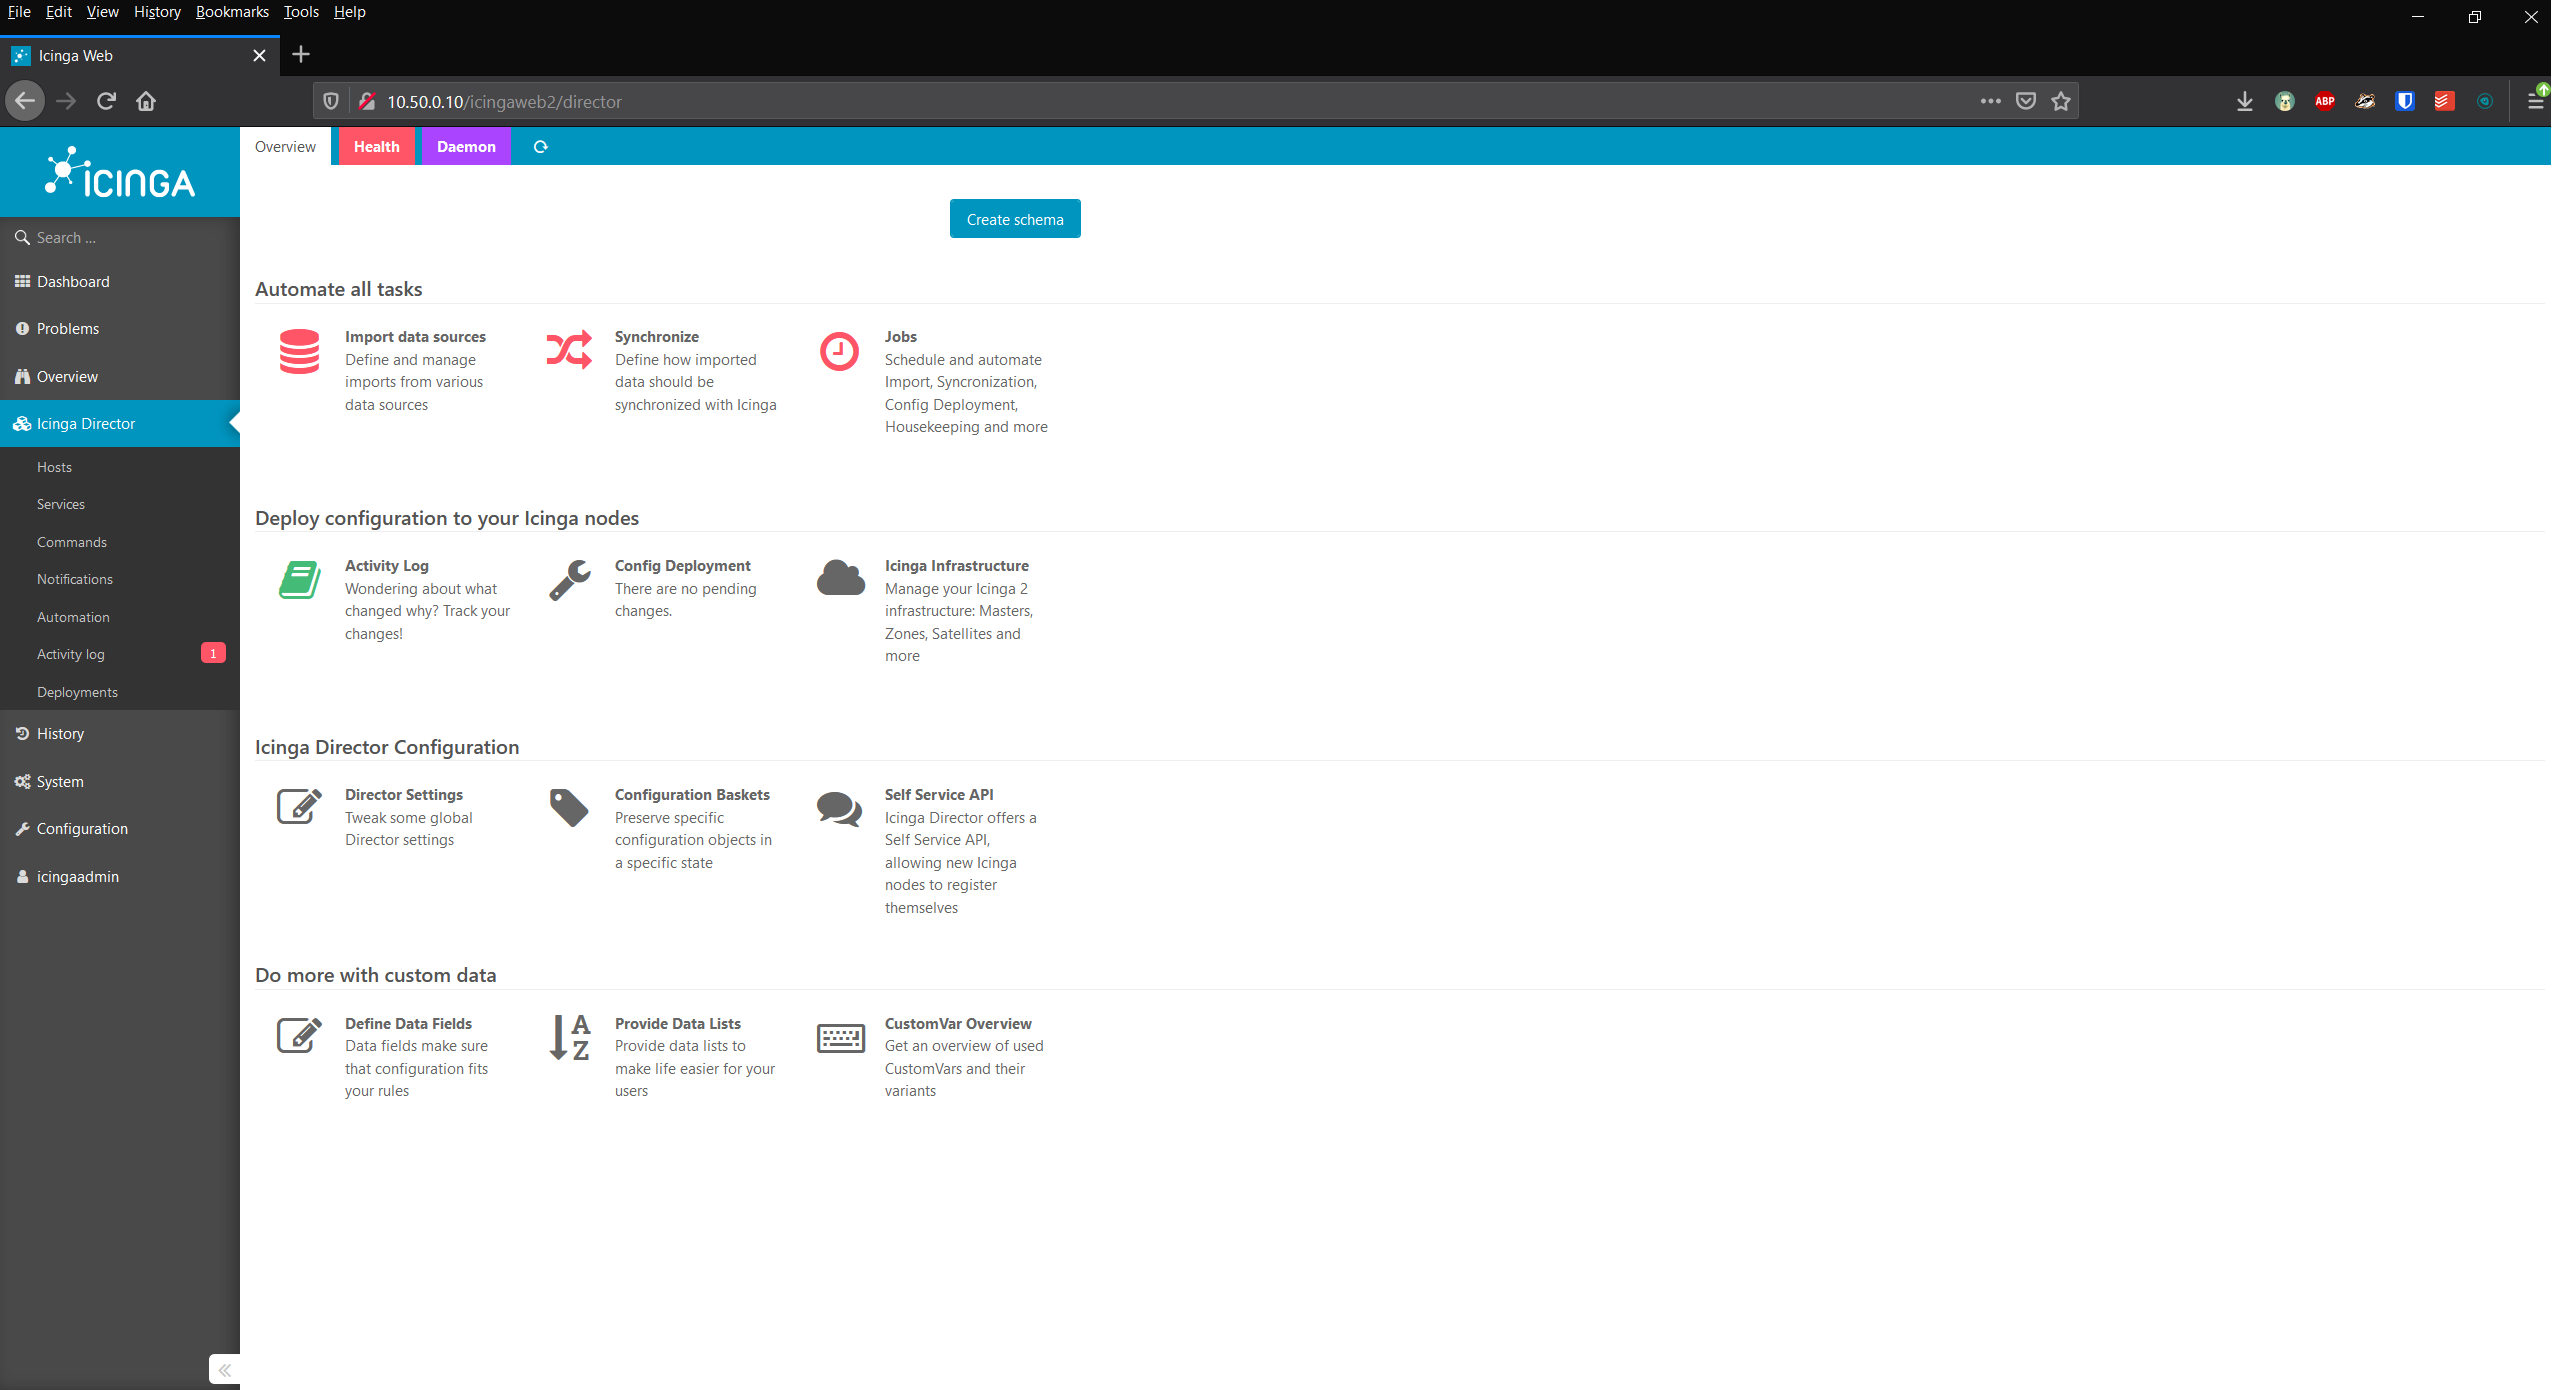 File Edit View History Bookmarks Tools Help
Icinga Web
10.50.0.10/icingaweb2/director
ABP
ICINGA
Overview Health Daemon
Search ...
Dashboard
Problems
Overview
Icinga Director
Hosts
Services
Commands
Notifications
Automation
Activity log 1
Deployments
History
System
Configuration
icingaadmin
Create schema
Automate all tasks
Import data sources
Define and manage
imports from various
data sources
Synchronize
Define how imported
data should be
synchronized with Icinga
Jobs
Schedule and automate
Import, Syncronization,
Config Deployment,
Housekeeping and more
Deploy configuration to your Icinga nodes
Activity Log
Wondering about what
changed why? Track your
changes!
Config Deployment
There are no pending
changes.
Icinga Infrastructure
Manage your Icinga 2
infrastructure: Masters,
Zones, Satellites and
more
Icinga Director Configuration
Director Settings
Tweak some global
Director settings
Configuration Baskets
Preserve specific
configuration objects in
a specific state
Self Service API
Icinga Director offers a
Self Service API,
allowing new Icinga
nodes to register
themselves
Do more with custom data
Define Data Fields
Data fields make sure
that configuration fits
your rules
A
Z
Provide Data Lists
Provide data lists to
make life easier for your
users
CustomVar Overview
Get an overview of used
CustomVars and their
variants